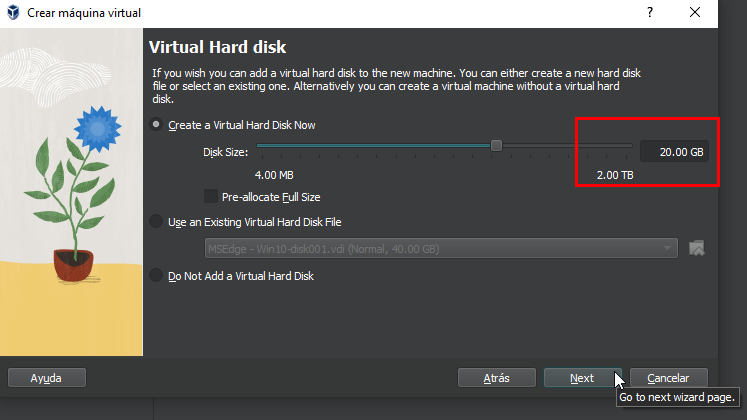 Crear máquina virtual
Virtual Hard disk
If you wish you can add a virtual hard disk to the new machine. You can either create a new hard disk
file or select an existing one. Alternatively you can create a virtual machine without a virtual hard
disk.
Create a Virtual Hard Disk Now
Disk Size:
20.00 GB
4.00 MB
2.00 TB
Pre-allocate Full Size
Use an Existing Virtual Hard Disk File
MSEdge - Win10-disk001.vdi (Normal, 40.00 GB)
Do Not Add a Virtual Hard Disk
Ayuda
Atrás
Next
Cancelar
Go to next wizard page.